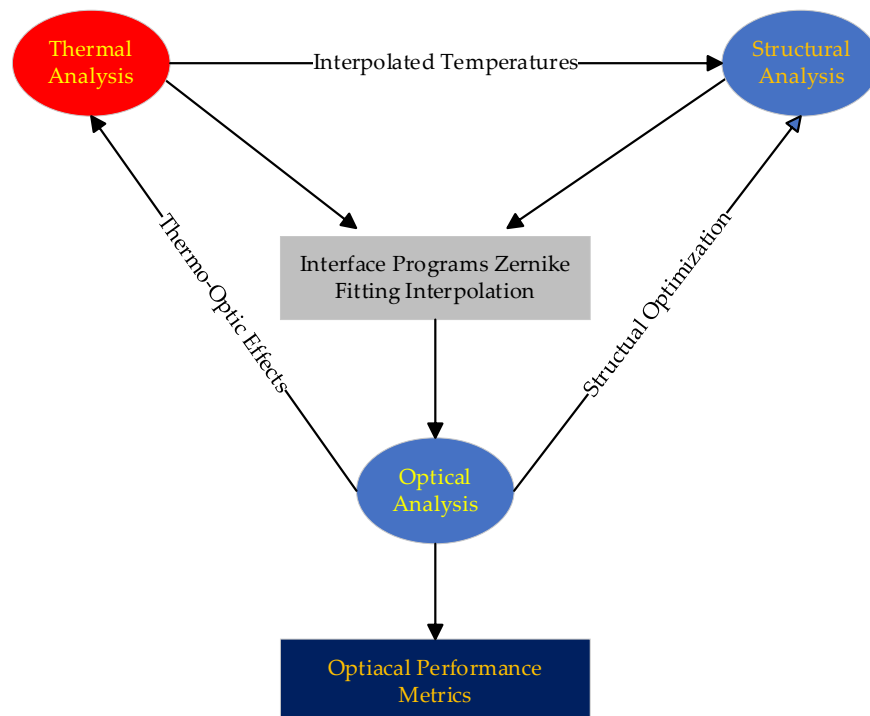 Thermal
Analysis
Interpolated Temperatures
Structural
Analysis
Interface Programs Zernike
Fitting Interpolation
Thermo-Optic Effects
Structual Optimization
Optical
Analysis
Optiacal Performance
Metrics